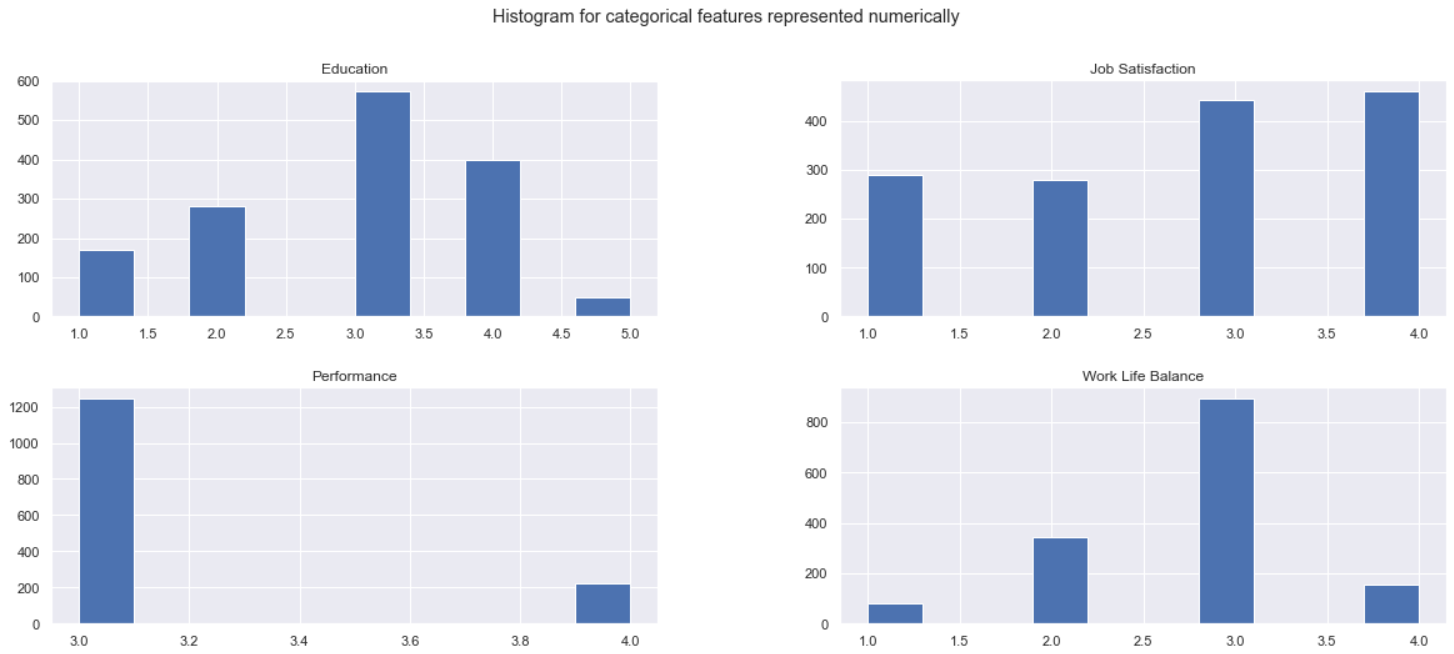 Histogram for categorical features represented numerically
Education
600
500
400
300
200
100
0
1.0 1.5 2.0 2.5 3.0 3.5 4.0 4.5 5.0
Job Satisfaction
400
300
200
100
0
1.0 1.5 2.0 2.5 3.0 3.5 4.0
Performance
1200
1000
800
600
400
200
0
3.0 3.2 3.4 3.6 3.8 4.0
Work Life Balance
800
600
400
200
0
1.0 1.5 2.0 2.5 3.0 3.5 4.0